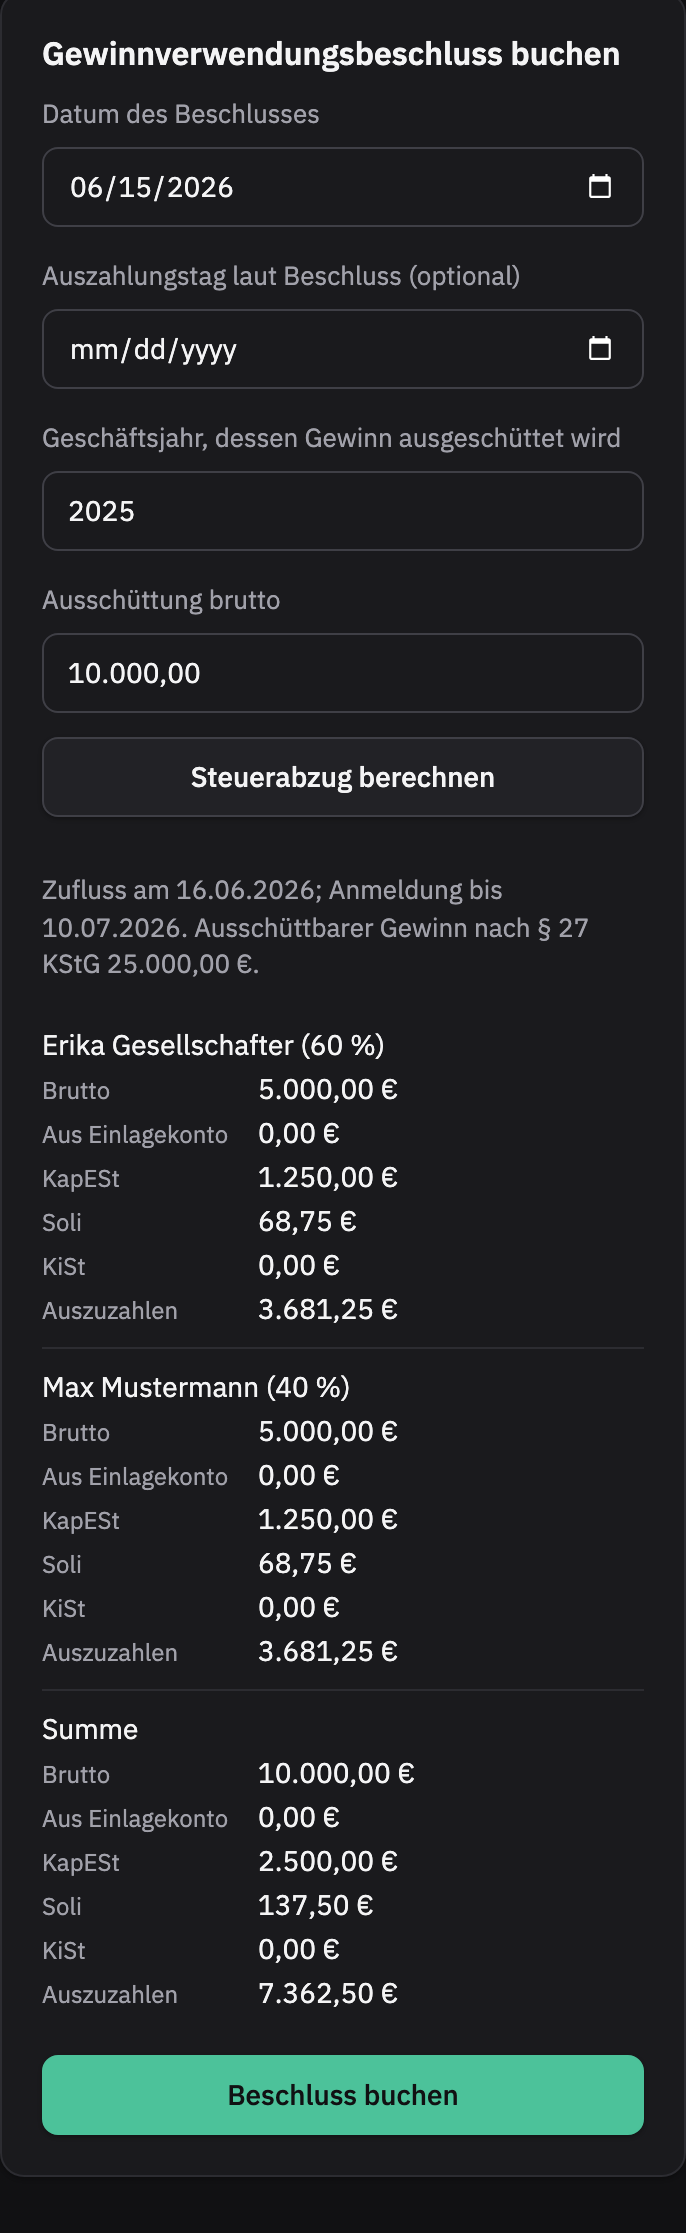 Gewinnverwendungsbeschluss buchen
Datum des Beschlusses
06/15/2026
Auszahlungstag laut Beschluss (optional)
mm/dd/yyyy
Geschäftsjahr, dessen Gewinn ausgeschüttet wird
2025
Ausschüttung brutto
10.000,00
Steuerabzug berechnen
Zufluss am 16.06.2026; Anmeldung bis
10.07.2026. Ausschüttbarer Gewinn nach § 27
KStG 25.000,00 €.
Erika Gesellschafter (60 %)
Brutto 5.000,00 €
Aus Einlagekonto 0,00 €
KapESt 1.250,00 €
Soli 68,75 €
KiSt 0,00 €
Auszuzahlen 3.681,25 €
Max Mustermann (40 %)
Brutto 5.000,00 €
Aus Einlagekonto 0,00 €
KapESt 1.250,00 €
Soli 68,75 €
KiSt 0,00 €
Auszuzahlen 3.681,25 €
Summe
Brutto 10.000,00 €
Aus Einlagekonto 0,00 €
KapESt 2.500,00 €
Soli 137,50 €
KiSt 0,00 €
Auszuzahlen 7.362,50 €
Beschluss buchen